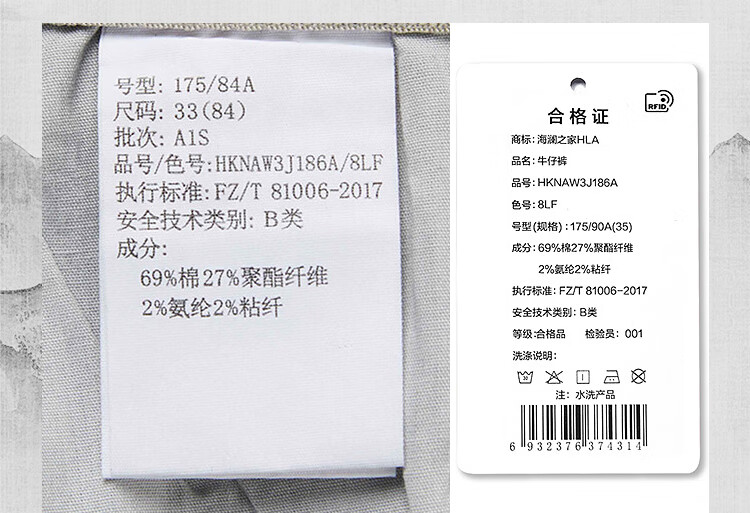 号型: 175/84A
尺码: 33(84)
批次: A1S
品号/色号:HKNAW3J186A/8LF
执行标准:FZ/T 81006-2017
安全技术类别: B类
成分:
69%棉27%聚酯纤维
2%氨纶2%粘纤
RFID
合格证
商标: 海澜之家HLA
品名: 牛仔裤
品号: HKNAW3J186A
色号: 8LF
号型(规格): 175/90A(35)
成分: 69%棉27%聚酯纤维
2%氨纶2%粘纤
执行标准: FZ/T 81006-2017
安全技术类别: B类
等级:合格品 检验员: 001
洗涤说明:
30
注: 水洗产品
6 932376 374314